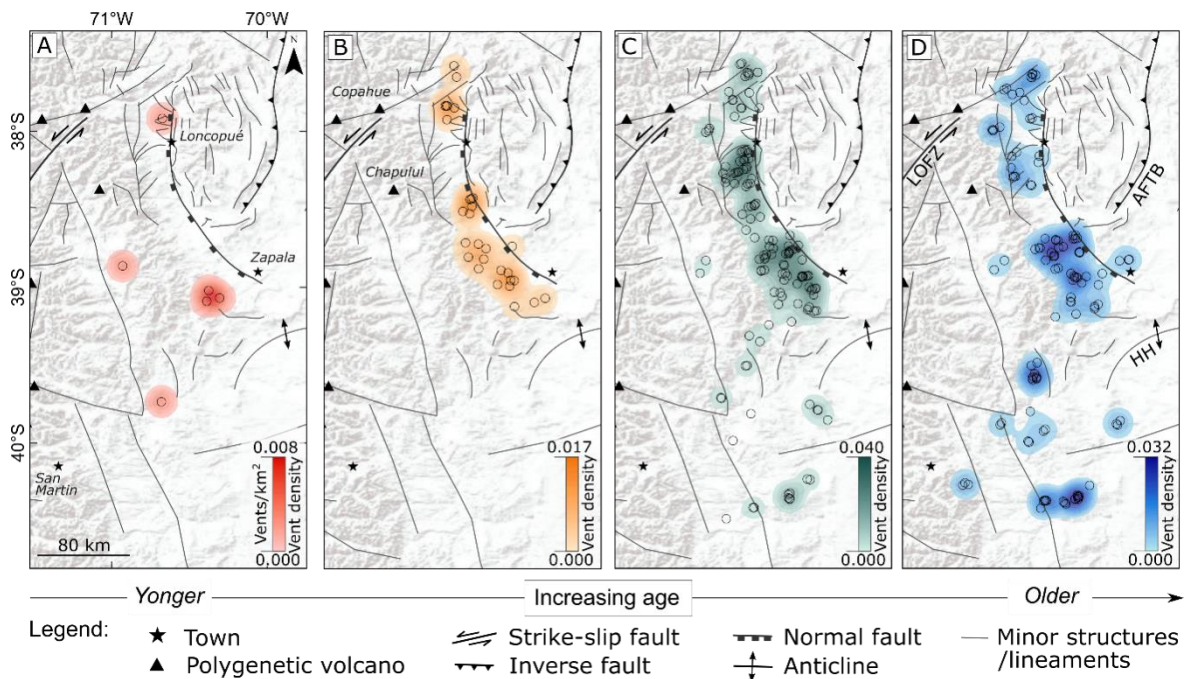 71°W
70°W
A
B
C
D
N
Copahue
Loncopué
38°S
Chapulul
LOFZ
AFTB
Zapala
39°S
HH
40°S
San
Martin
80 km
0.008
Vents/km²
Vent density
0.000
0.017
Vent density
0.000
0.040
Vent density
0.000
0.032
Vent density
0.000
Yonger
Increasing age
Older
Legend:
Town
Strike-slip fault
Normal fault
Minor structures
/lineaments
Polygenetic volcano
Inverse fault
Anticline